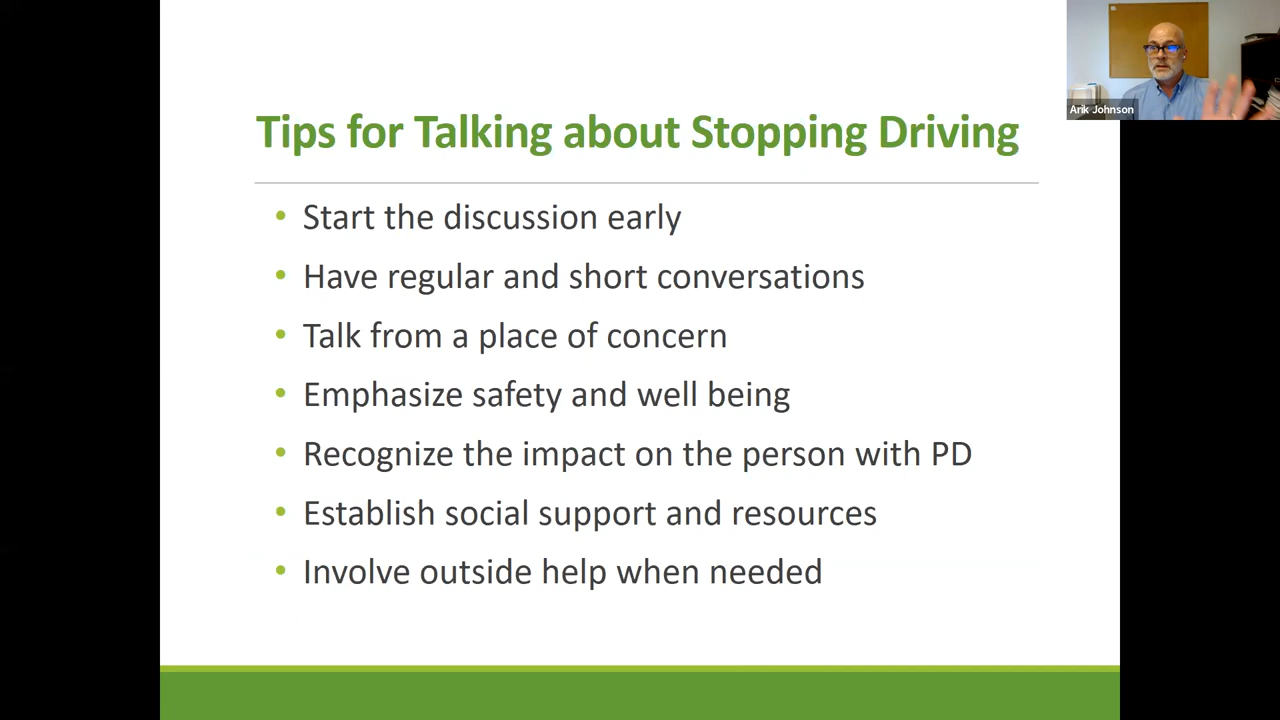 Tips for Talking about Stopping Driving
Start the discussion early
Have regular and short conversations
Talk from a place of concern
Emphasize safety and well being
Recognize the impact on the person with PD
Establish social support and resources
Involve outside help when needed
Arik Johnson